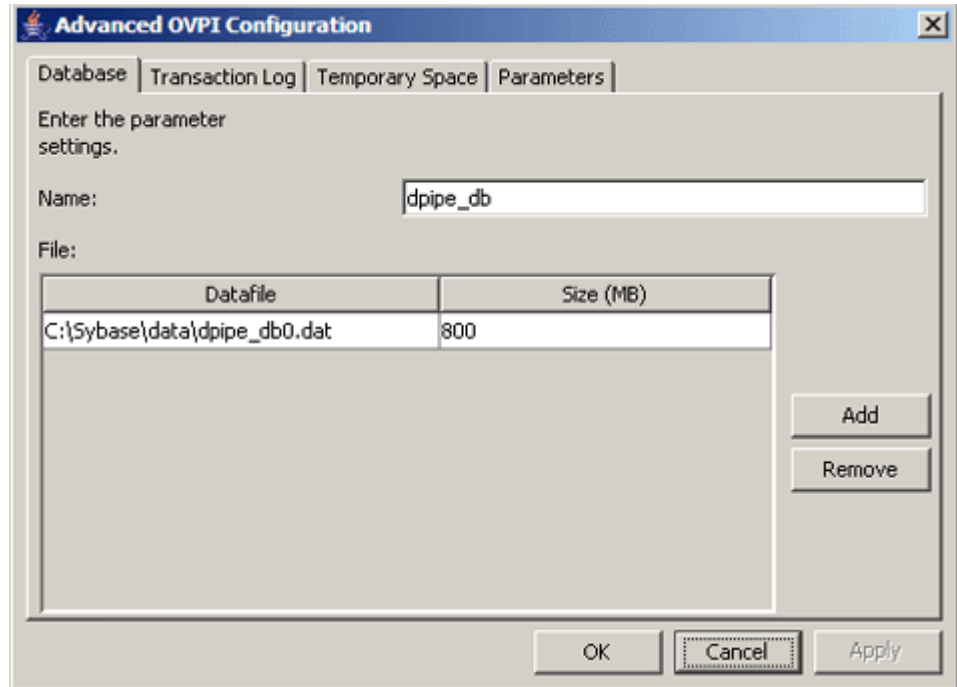 Advanced OVPI Configuration
Database Transaction Log Temporary Space Parameters
Enter the parameter
settings.
Name: dpipe_db
File:
Datafile Size (MB)
C:\Sybase\data\dpipe_db0.dat 800
Add
Remove
OK Cancel Apply